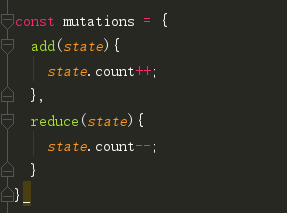 const mutations = {
  add(state){
    state.count++;
  },
  reduce(state){
    state.count--;
  }
}